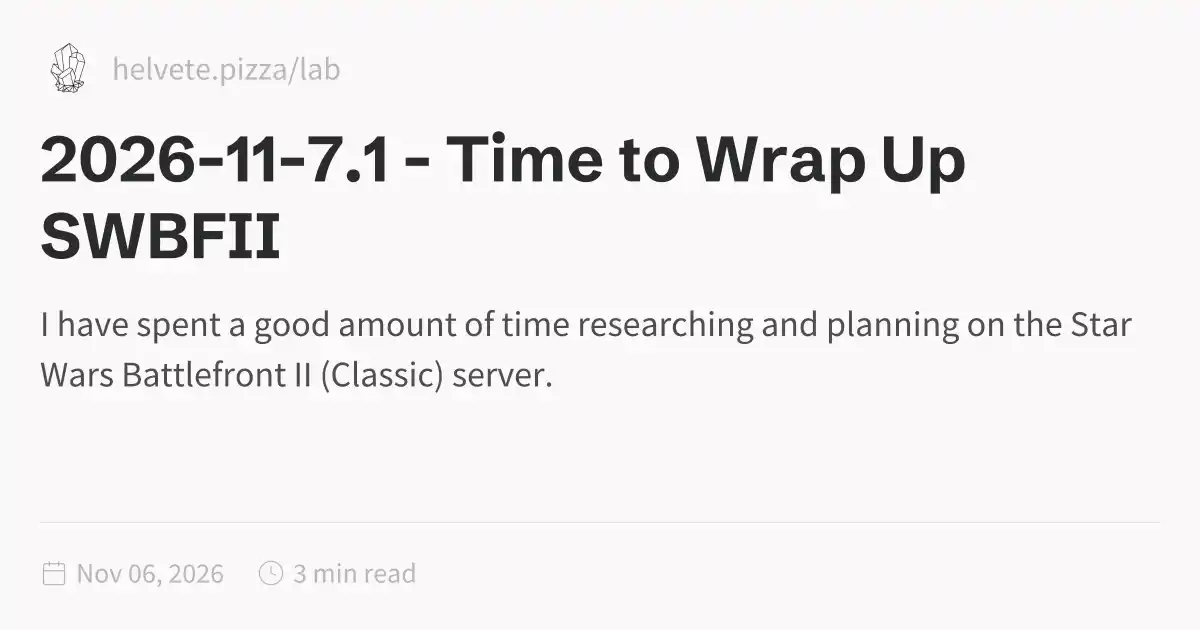 helvete.pizza/lab
2026-11-7.1 - Time to Wrap Up
SWBFII
I have spent a good amount of time researching and planning on the Star
Wars Battlefront II (Classic) server.
Nov 06, 2026 3 min read